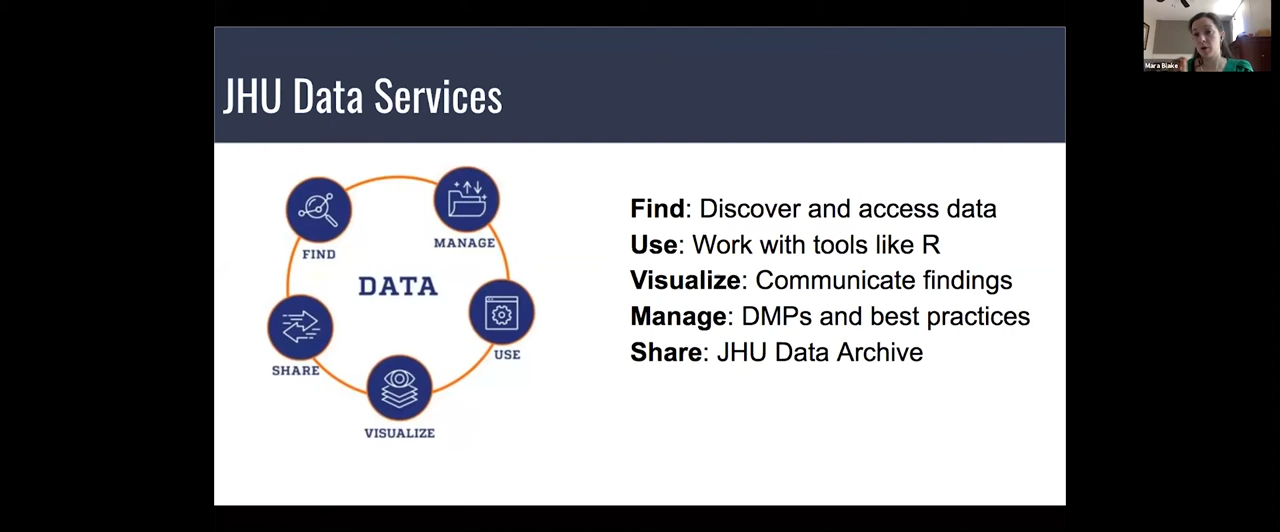 JHU Data Services
FIND
MANAGE
DATA
USE
SHARE
VISUALIZE
Find: Discover and access data
Use: Work with tools like R
Visualize: Communicate findings
Manage: DMPs and best practices
Share: JHU Data Archive
Mara Blake